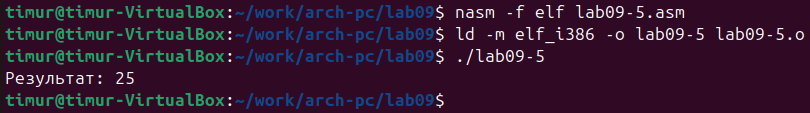 timur@timur-VirtualBox:~/work/arch-pc/lab09$ nasm -f elf lab09-5.asm
timur@timur-VirtualBox:~/work/arch-pc/lab09$ ld -m elf_i386 -o lab09-5 lab09-5.o
timur@timur-VirtualBox:~/work/arch-pc/lab09$ ./lab09-5
Результат: 25
timur@timur-VirtualBox:~/work/arch-pc/lab09$